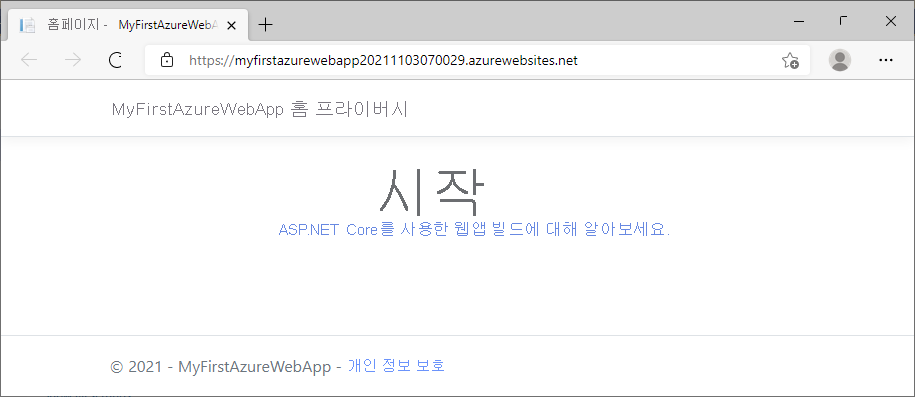 홈페이지 - MyFirstAzureWebA
https://myfirstazurewebapp20211103070029.azurewebsites.net
MyFirstAzureWebApp 홈 프라이버시
시작
ASP.NET Core를 사용한 웹앱 빌드에 대해 알아보세요.
© 2021 - MyFirstAzureWebApp - 개인 정보 보호